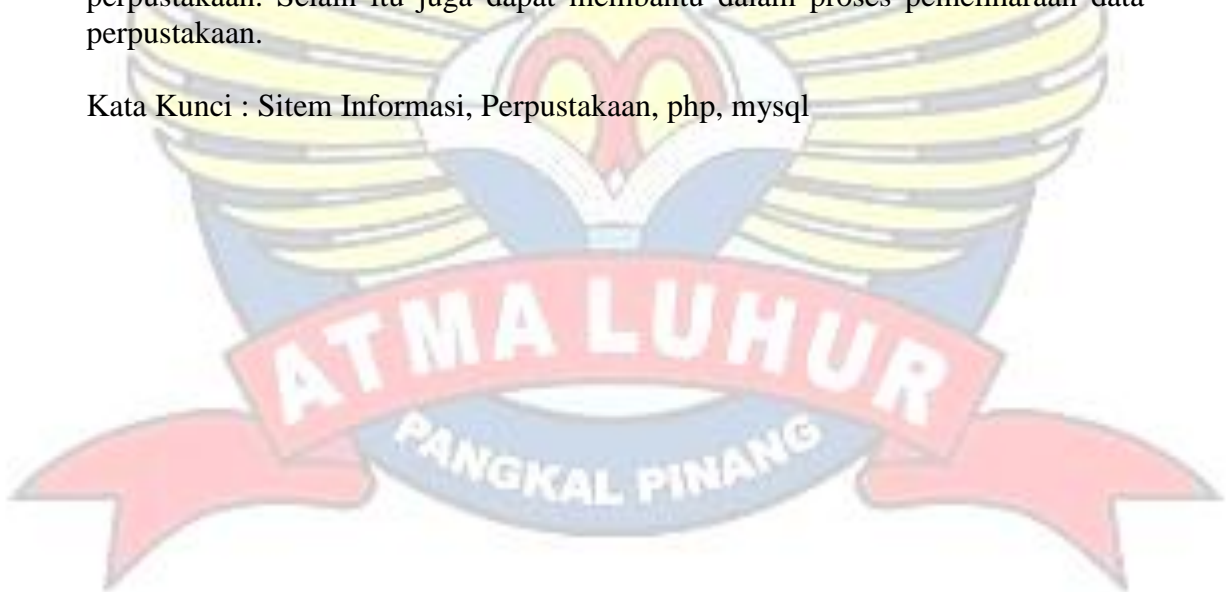 perpustakaan. Selain itu juga dapat membantu dalam proses pemeliharaan data
perpustakaan.
Kata Kunci : Sitem Informasi, Perpustakaan, php, mysql
ATMA LUHUR
PANGKAL PINANG